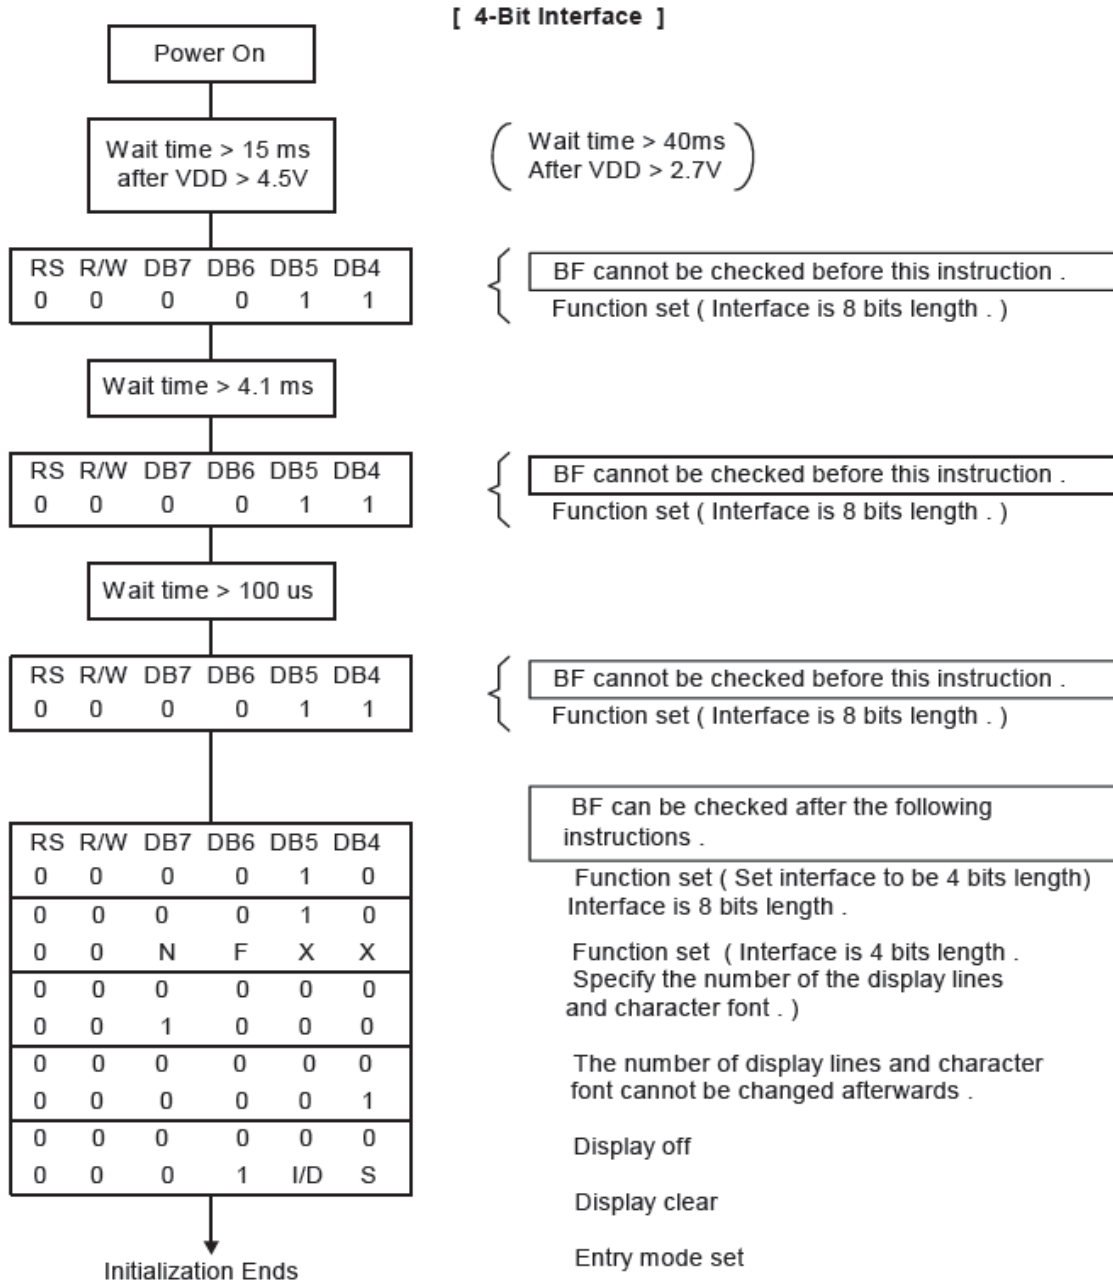 [ 4-Bit Interface ]
Power On
Wait time > 15 ms
after VDD > 4.5V
Wait time > 40ms
After VDD > 2.7V
RS R/W DB7 DB6 DB5 DB4
0 0 0 0 1 1
BF cannot be checked before this instruction .
Function set ( Interface is 8 bits length . )
Wait time > 4.1 ms
RS R/W DB7 DB6 DB5 DB4
0 0 0 0 1 1
BF cannot be checked before this instruction .
Function set ( Interface is 8 bits length . )
Wait time > 100 us
RS R/W DB7 DB6 DB5 DB4
0 0 0 0 1 1
BF cannot be checked before this instruction .
Function set ( Interface is 8 bits length . )
RS R/W DB7 DB6 DB5 DB4
0 0 0 0 1 0
0 0 0 0 1 0
0 0 N F X X
0 0 0 0 0 0
0 0 1 0 0 0
0 0 0 0 0 0
0 0 0 0 0 1
0 0 0 0 0 0
0 0 0 1 I/D S
BF can be checked after the following
instructions .
Function set ( Set interface to be 4 bits length)
Interface is 8 bits length .
Function set ( Interface is 4 bits length .
Specify the number of the display lines
and character font . )
The number of display lines and character
font cannot be changed afterwards .
Display off
Display clear
Entry mode set
Initialization Ends